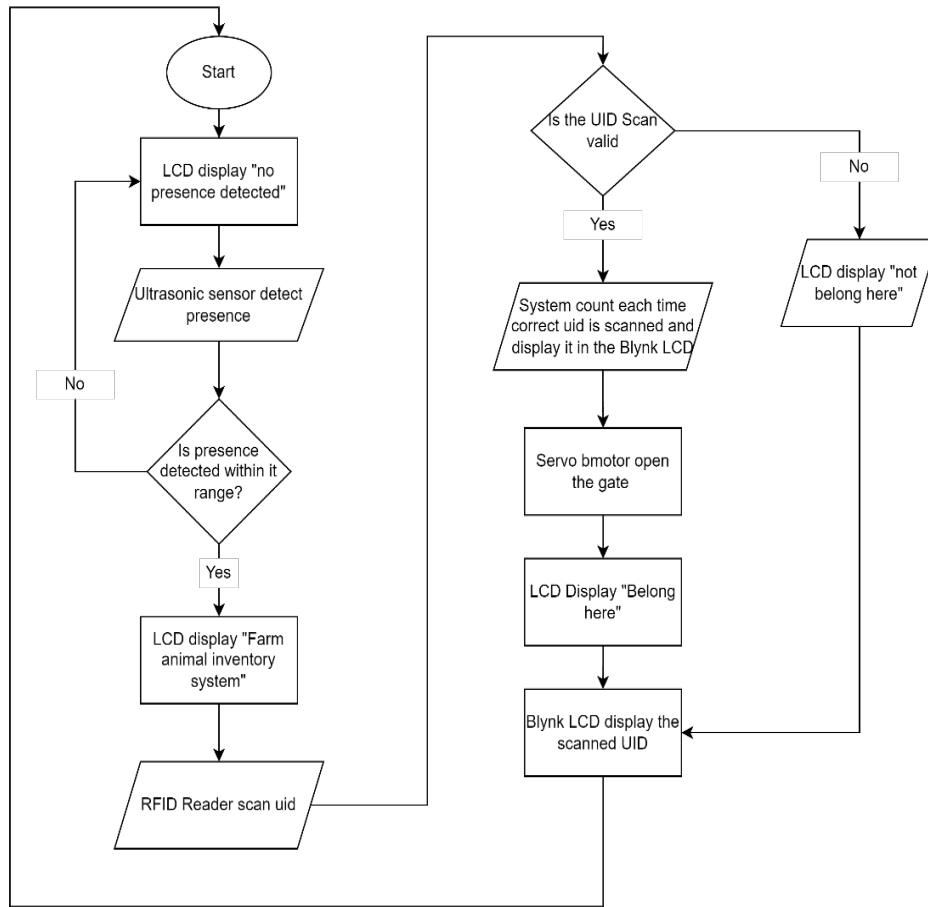 Start
LCD display "no
presence detected"
Ultrasonic sensor detect
presence
No
Is presence
detected within it
range?
Yes
LCD display "Farm
animal inventory
system"
RFID Reader scan uid
Is the UID Scan
valid
No
Yes
LCD display "not
belong here"
System count each time
correct uid is scanned and
display it in the Blynk LCD
Servo bmotor open
the gate
LCD Display "Belong
here"
Blynk LCD display the
scanned UID